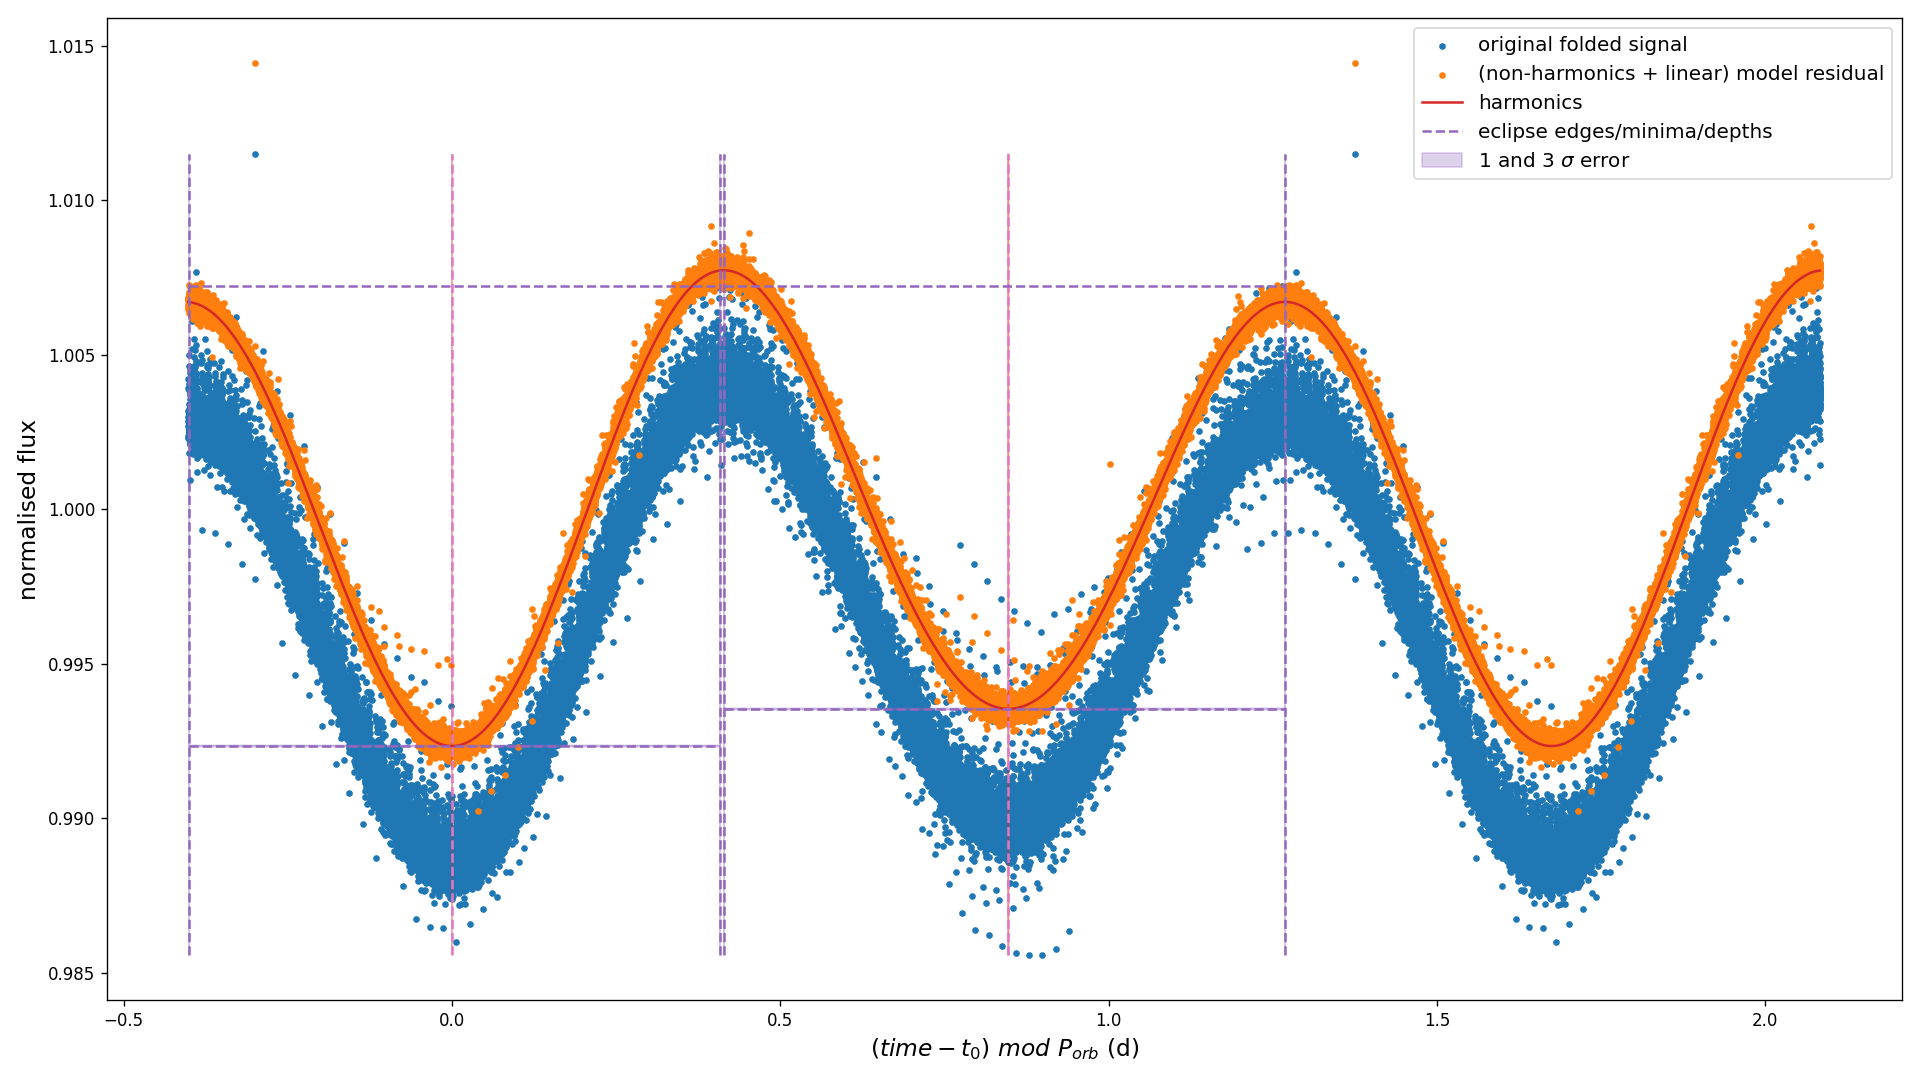 1.015
1.010
1.005
1.000
0.995
0.990
0.985
normalised flux
original folded signal
(non-harmonics + linear) model residual
harmonics
eclipse edges/minima/depths
1 and 3 σ error
−0.5 0.0 0.5 1.0 1.5 2.0
(time − t₀) mod Pₒᵣb (d)